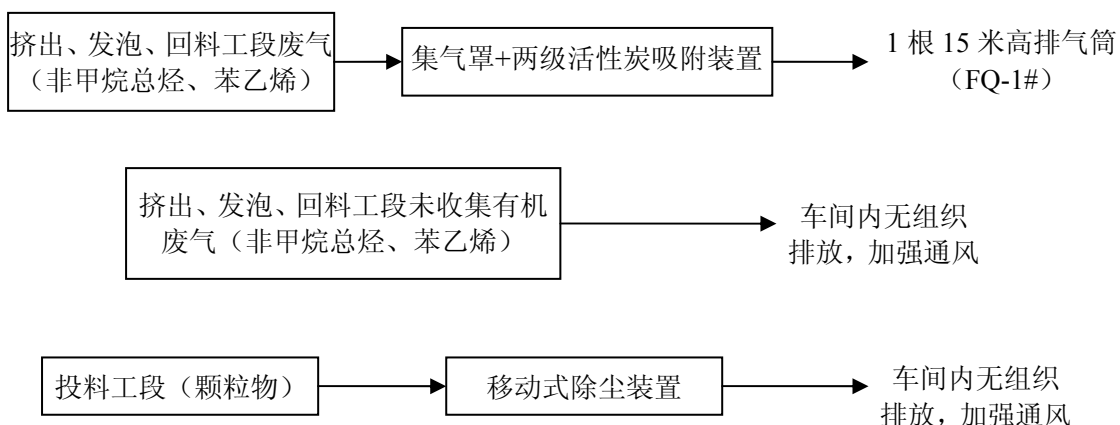 挤出、发泡、回料工段废气
（非甲烷总烃、苯乙烯）
集气罩+两级活性炭吸附装置
1 根 15 米高排气筒
（FQ-1#）
挤出、发泡、回料工段未收集有机
废气（非甲烷总烃、苯乙烯）
车间内无组织
排放，加强通风
投料工段（颗粒物）
移动式除尘装置
车间内无组织
排放，加强通风